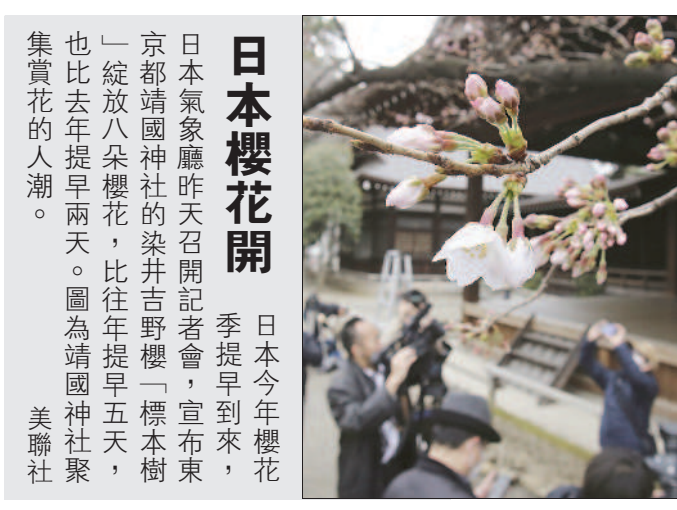 日本櫻花開
日本今年櫻花
季提早到來，
日本氣象廳昨天召開記者會，宣布東
京都靖國神社的染井吉野櫻「標本樹
」綻放八朵櫻花，比往年提早五天，
也比去年提早兩天。圖為靖國神社聚
集賞花的人潮。
美聯社